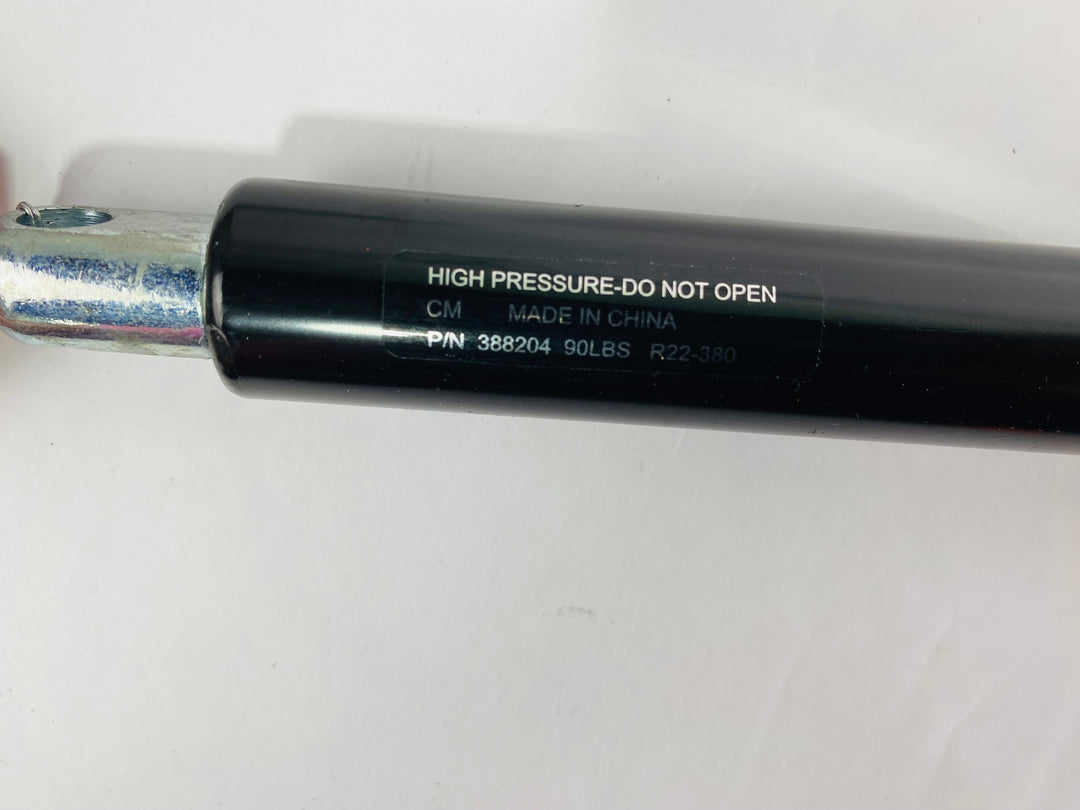 HIGH PRESSURE-DO NOT OPEN
CM MADE IN CHINA
P/N 388204 90LBS R22-380